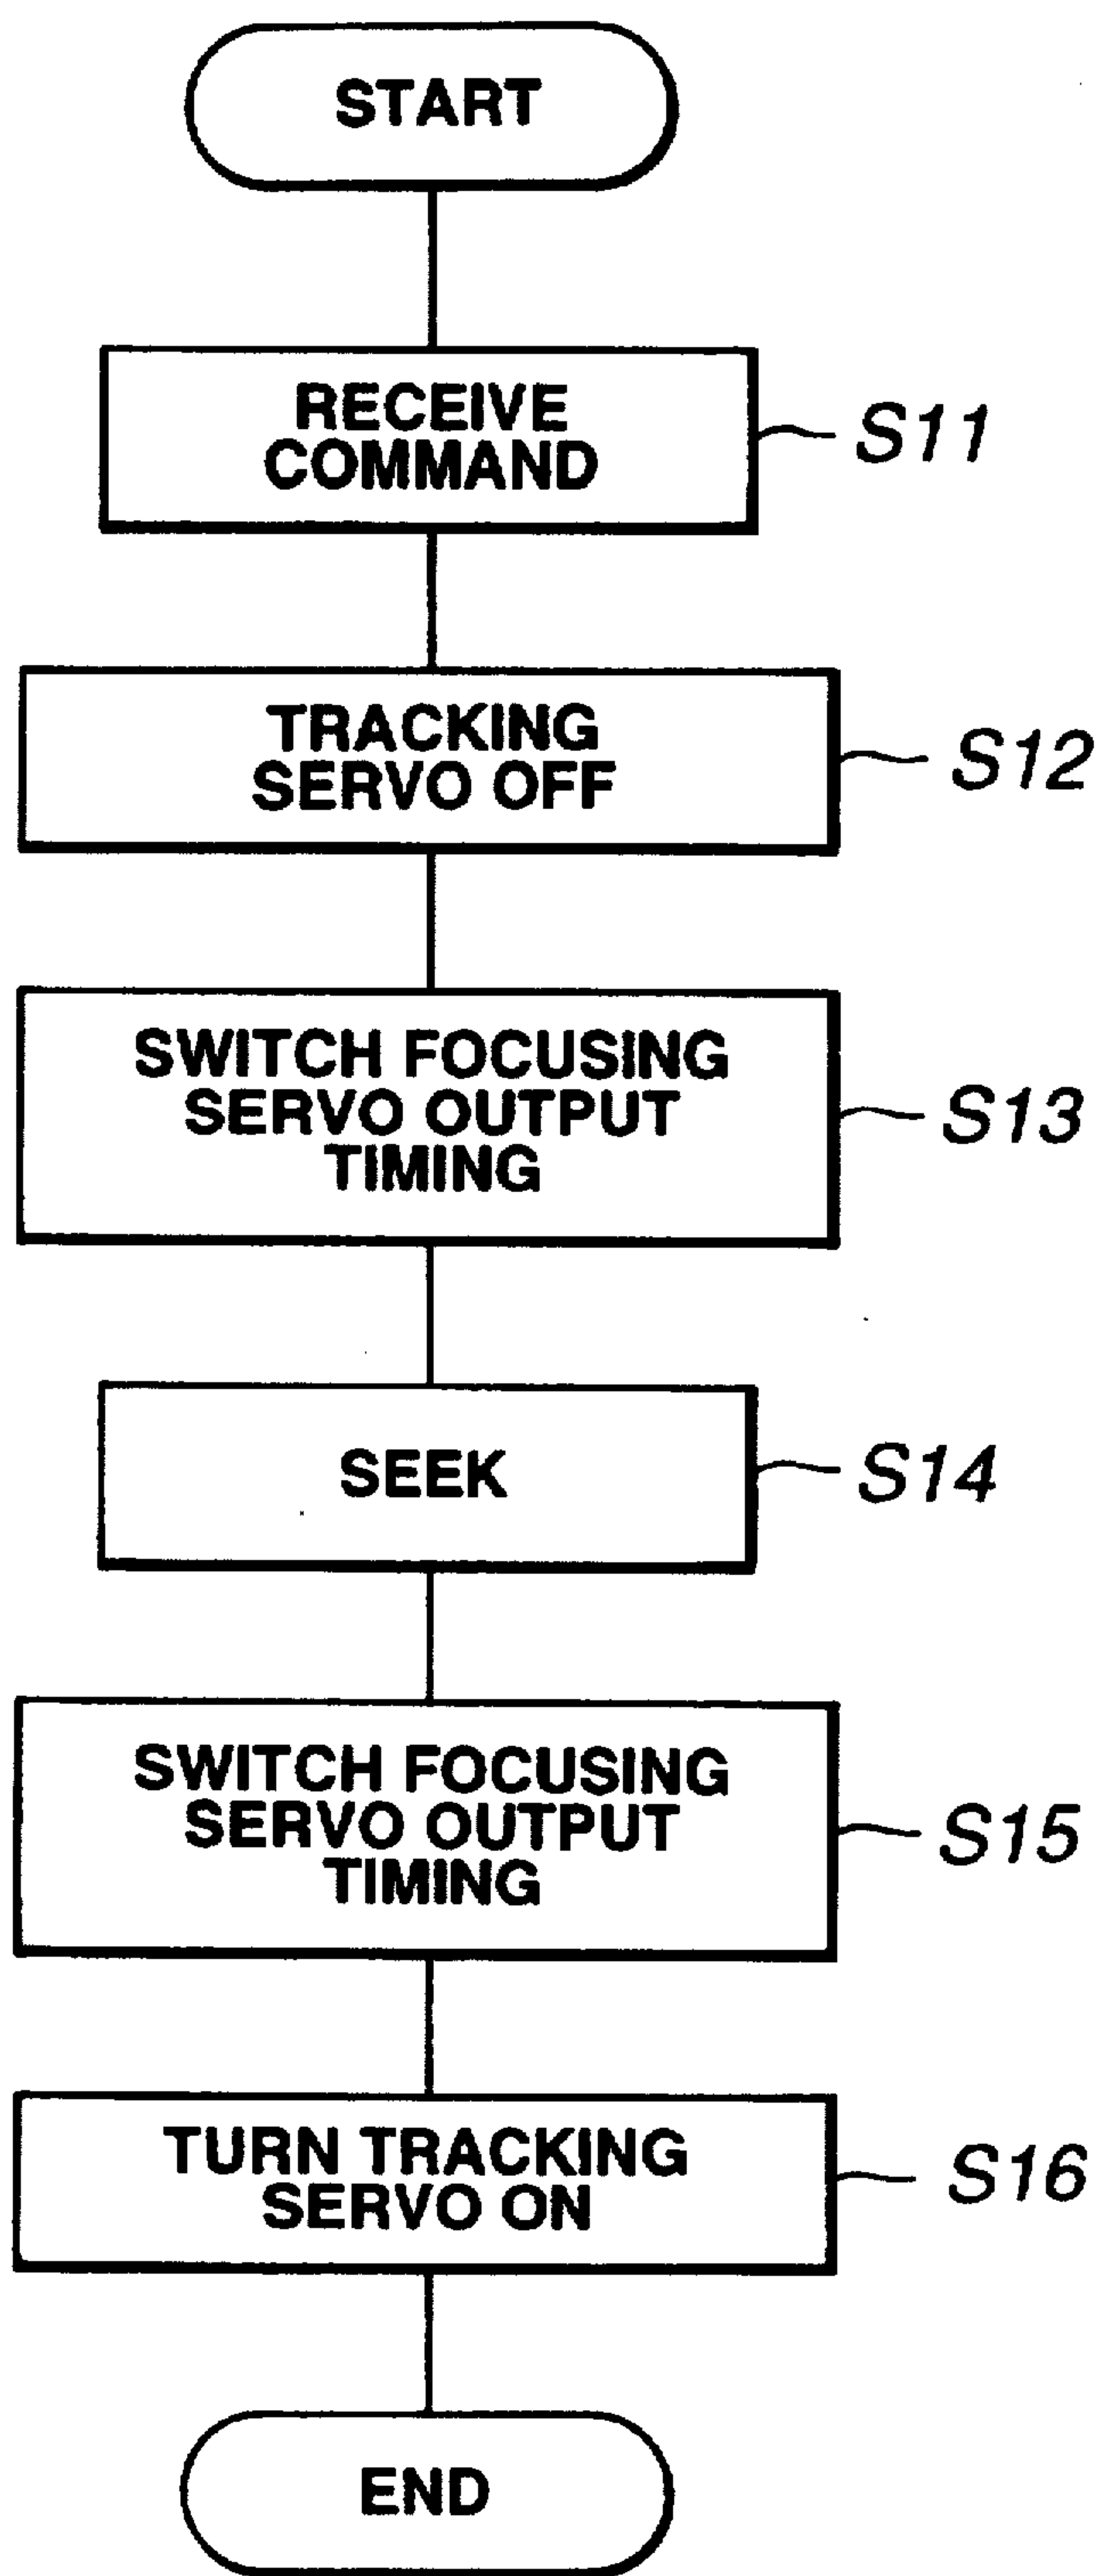 START
RECEIVE
COMMAND
S11
TRACKING
SERVO OFF
S12
SWITCH FOCUSING
SERVO OUTPUT
TIMING
S13
SEEK
S14
SWITCH FOCUSING
SERVO OUTPUT
TIMING
S15
TURN TRACKING
SERVO ON
S16
END